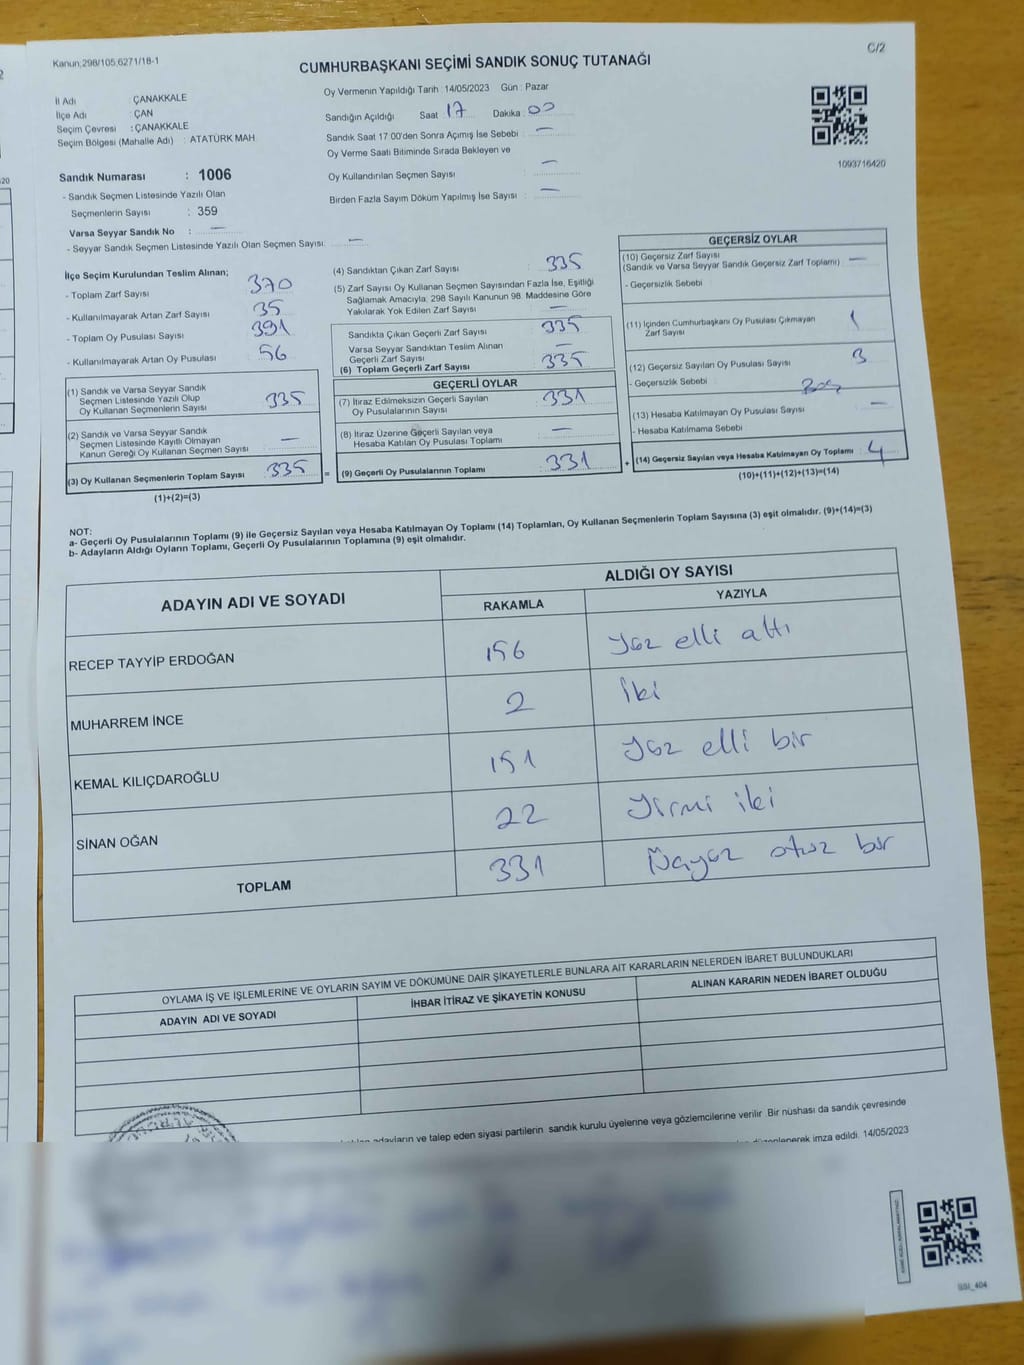 C/2
Kanun:298/105,6271/18-1
CUMHURBAŞKANI SEÇİMİ SANDIK SONUÇ TUTANAĞI
İl Adı : ÇANAKKALE
İlçe Adı : ÇAN
Seçim Çevresi : ÇANAKKALE
Seçim Bölgesi (Mahalle Adı) : ATATÜRK MAH.
Sandık Numarası : 1006
- Sandık Seçmen Listesinde Yazılı Olan
Seçmenlerin Sayısı : 359
Varsa Seyyar Sandık No : —
- Seyyar Sandık Seçmen Listesinde Yazılı Olan Seçmen Sayısı: —
Oy Vermenin Yapıldığı Tarih : 14/05/2023 Gün : Pazar
Sandığın Açıldığı Saat : 17 Dakika : 00
Sandık Saat 17 00'den Sonra Açımış İse Sebebi : —
Oy Verme Saati Bitiminde Sırada Bekleyen ve
Oy Kullandırılan Seçmen Sayısı : —
Birden Fazla Sayım Döküm Yapılmış İse Sayısı : —
1093716420
İlçe Seçim Kurulundan Teslim Alınan;
- Toplam Zarf Sayısı : 370
- Kullanılmayarak Artan Zarf Sayısı : 35
- Toplam Oy Pusulası Sayısı : 391
- Kullanılmayarak Artan Oy Pusulası : 56
(1) Sandık ve Varsa Seyyar Sandık
Seçmen Listesinde Yazılı Olup
Oy Kullanan Seçmenlerin Sayısı : 335
(2) Sandık ve Varsa Seyyar Sandık
Seçmen Listesinde Kayıtlı Olmayan
Kanun Gereği Oy Kullanan Seçmen Sayısı : —
(3) Oy Kullanan Seçmenlerin Toplam Sayısı : 335 =
(1)+(2)=(3)
(4) Sandıktan Çıkan Zarf Sayısı : 335
(5) Zarf Sayısı Oy Kullanan Seçmen Sayısından Fazla İse, Eşitliği
Sağlamak Amacıyla, 298 Sayılı Kanunun 98. Maddesine Göre
Yakılarak Yok Edilen Zarf Sayısı : —
Sandıkta Çıkan Geçerli Zarf Sayısı : 335
Varsa Seyyar Sandıktan Teslim Alınan
Geçerli Zarf Sayısı : —
(6) Toplam Geçerli Zarf Sayısı : 335
GEÇERLİ OYLAR
(7) İtiraz Edilmeksizin Geçerli Sayılan
Oy Pusulalarının Sayısı : 331
(8) İtiraz Üzerine Geçerli Sayılan veya
Hesaba Katılan Oy Pusulası Toplamı : —
(9) Geçerli Oy Pusulalarının Toplamı : 331 +
GEÇERSİZ OYLAR
(10) Geçersiz Zarf Sayısı : —
(Sandık ve Varsa Seyyar Sandık Geçersiz Zarf Toplamı)
- Geçersizlik Sebebi
(11) İçinden Cumhurbaşkanı Oy Pusulası Çıkmayan : 1
Zarf Sayısı
(12) Geçersiz Sayılan Oy Pusulası Sayısı : 3
- Geçersizlik Sebebi
(13) Hesaba Katılmayan Oy Pusulası Sayısı : —
- Hesaba Katılmama Sebebi
(14) Geçersiz Sayılan veya Hesaba Katılmayan Oy Toplamı : 4
(10)+(11)+(12)+(13)=(14)
NOT:
a- Geçerli Oy Pusulalarının Toplamı (9) ile Geçersiz Sayılan veya Hesaba Katılmayan Oy Toplamı (14) Toplamları, Oy Kullanan Seçmenlerin Toplam Sayısına (3) eşit olmalıdır. (9)+(14)=(3)
b- Adayların Aldığı Oyların Toplamı, Geçerli Oy Pusulalarının Toplamına (9) eşit olmalıdır.
ADAYIN ADI VE SOYADI
ALDIĞI OY SAYISI
RAKAMLA YAZIYLA
RECEP TAYYİP ERDOĞAN 156 Yüz elli altı
MUHARREM İNCE 2 İki
KEMAL KILIÇDAROĞLU 151 Yüz elli bir
SİNAN OĞAN 22 Yirmi iki
TOPLAM 331 Üçyüz otuz bir
OYLAMA İŞ VE İŞLEMLERİNE VE OYLARIN SAYIM VE DÖKÜMÜNE DAİR ŞİKAYETLERLE BUNLARA AİT KARARLARIN NELERDEN İBARET BULUNDUKLARI
ADAYIN ADI VE SOYADI İHBAR İTİRAZ VE ŞİKAYETİN KONUSU ALINAN KARARIN NEDEN İBARET OLDUĞU
adayların ve talep eden siyasi partilerin sandık kurulu üyelerine veya gözlemcilerine verilir. Bir nüshası da sandık çevresinde
düzenlenerek imza edildi. 14/05/2023